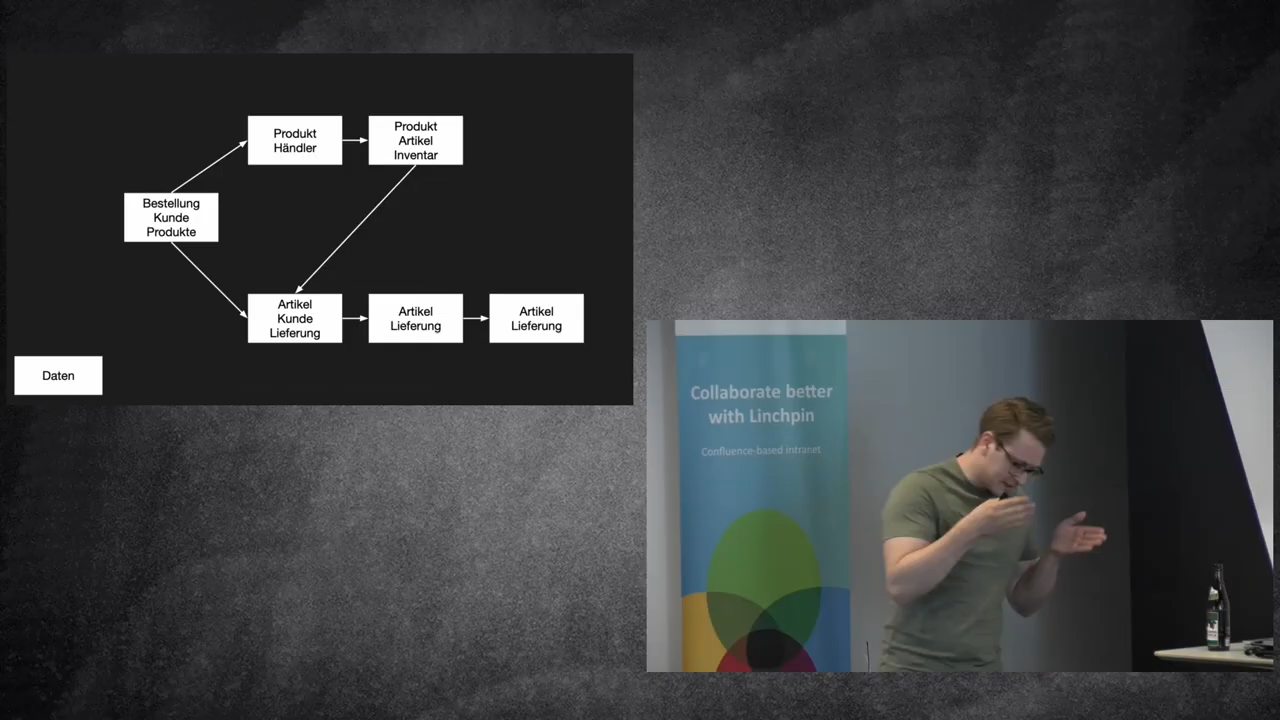 Produkt
Händler
Produkt
Artikel
Inventar
Bestellung
Kunde
Produkte
Artikel
Kunde
Lieferung
Artikel
Lieferung
Artikel
Lieferung
Daten
Collaborate better
with Linchpin
Confluence-based intranet